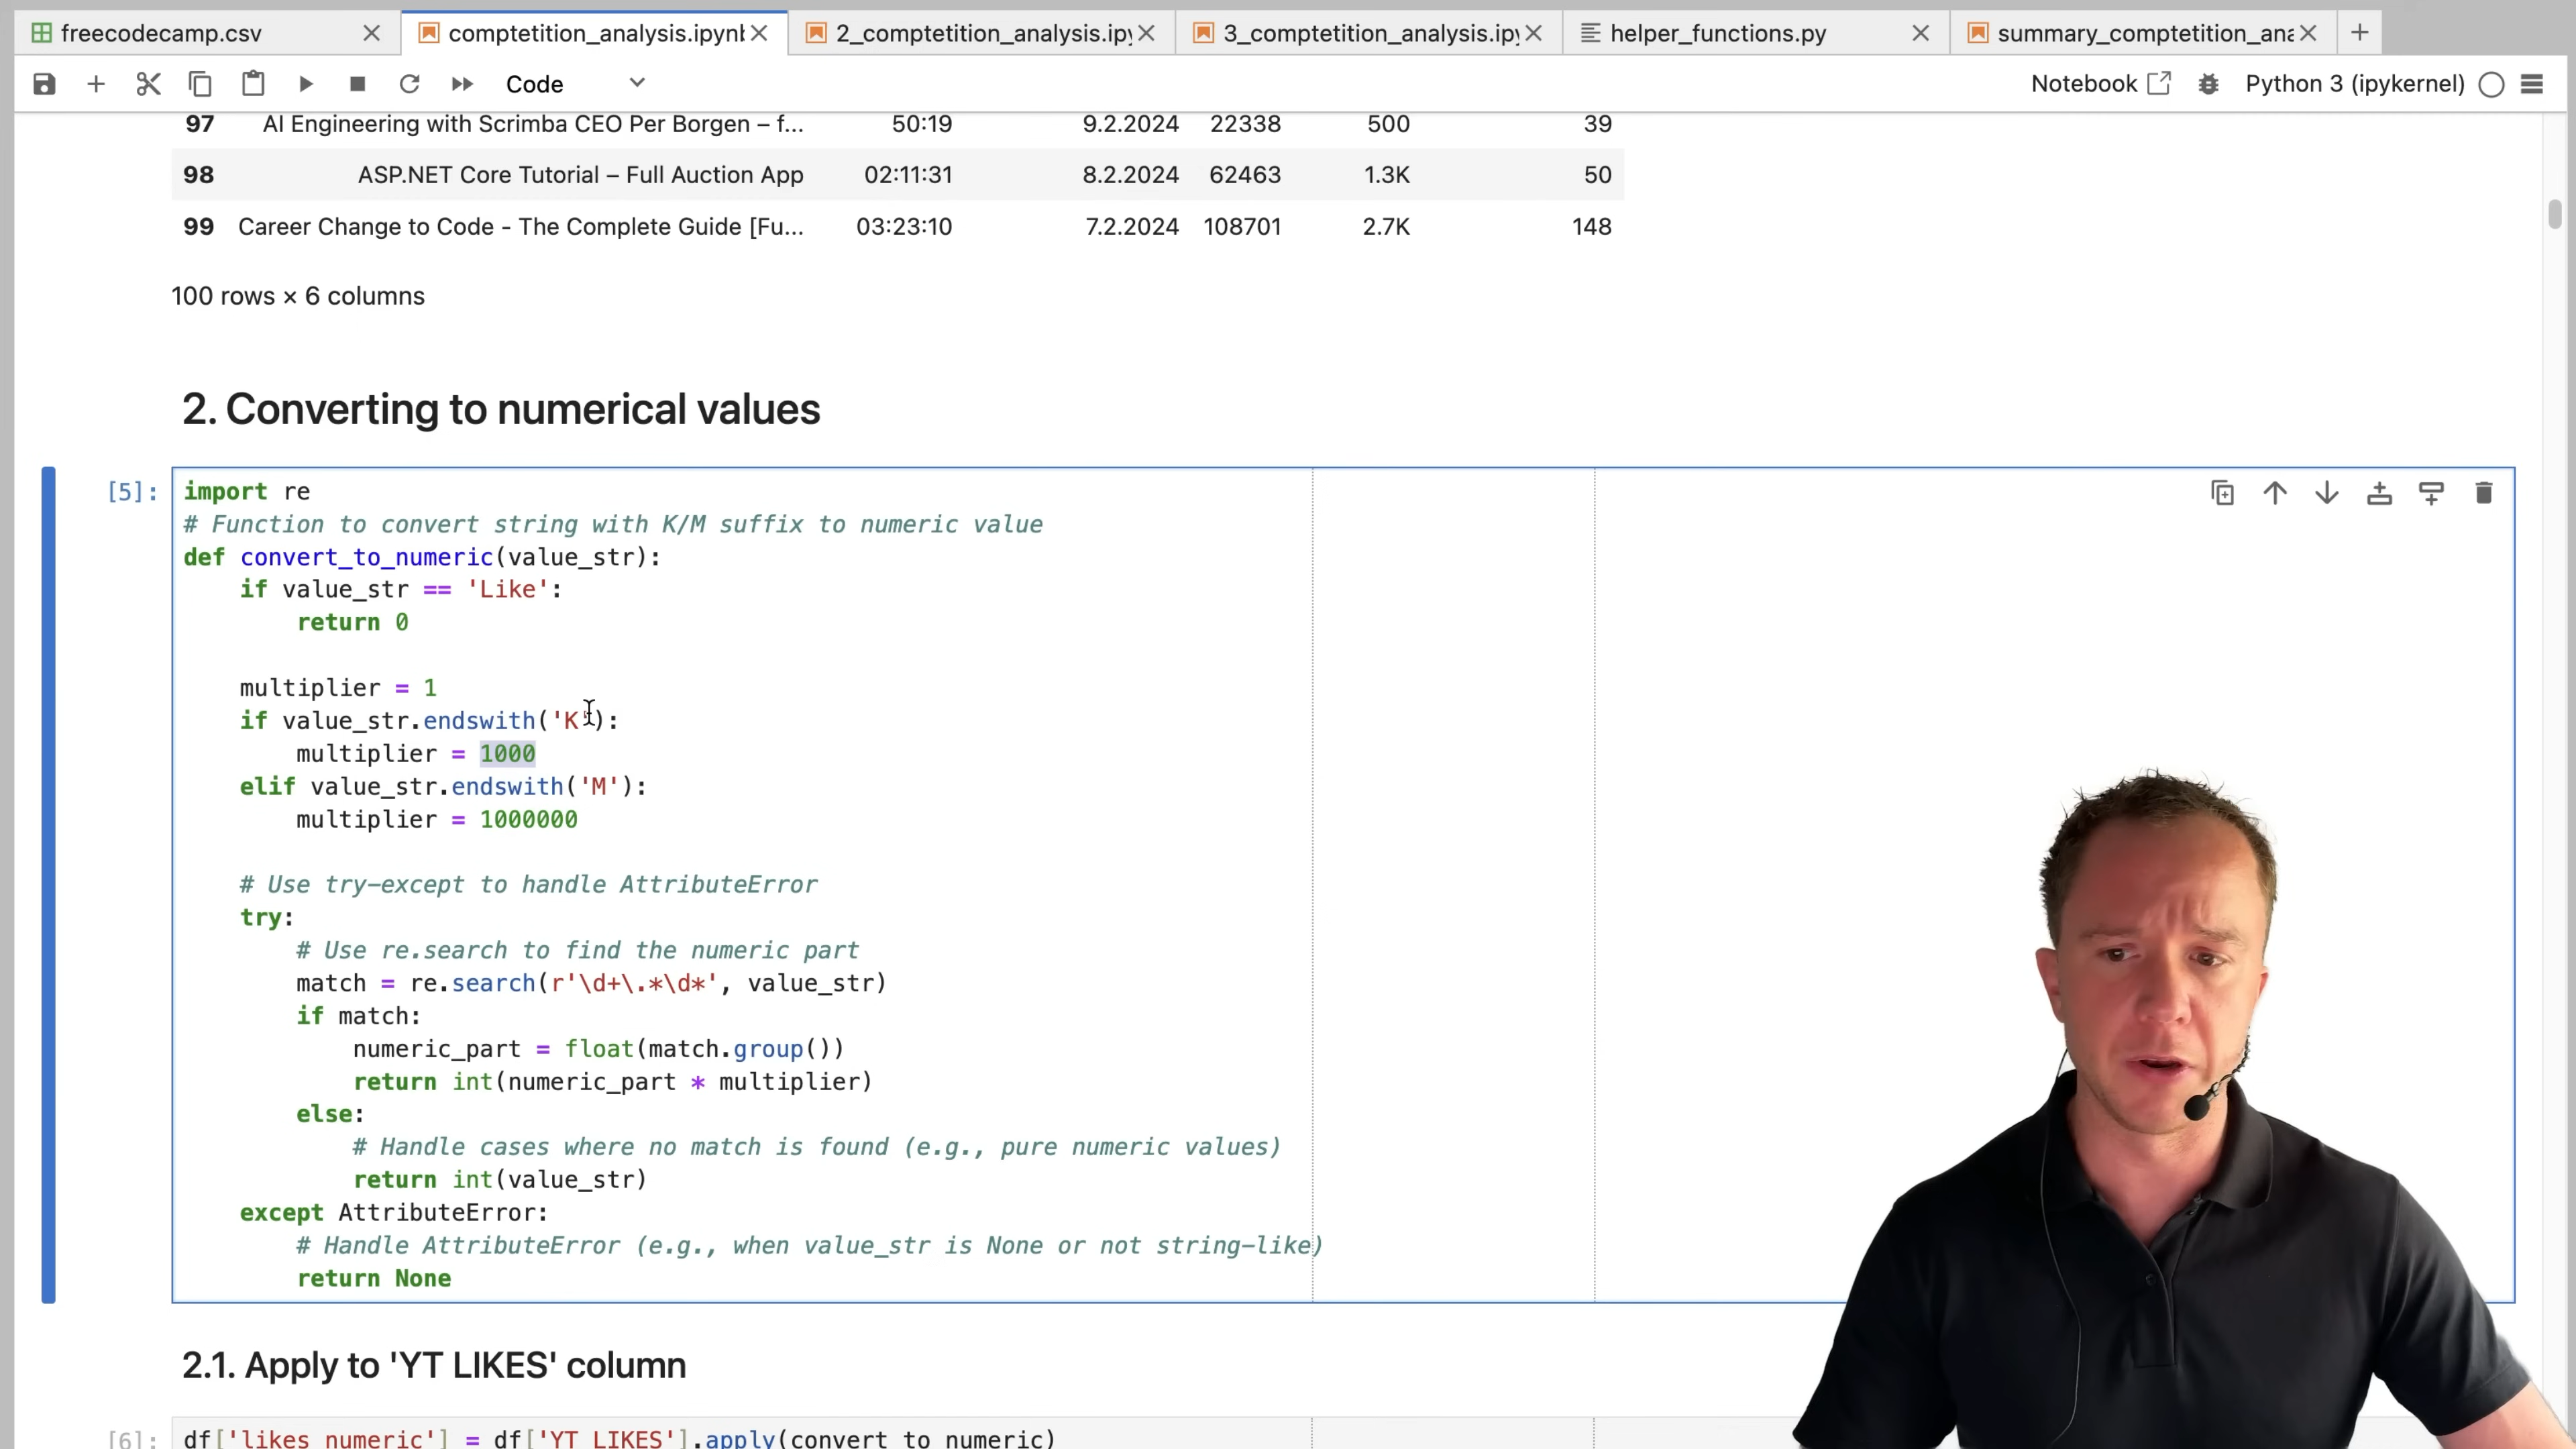 freecodecamp.csv
comptetition_analysis.ipynb
2_comptetition_analysis.ipy
3_comptetition_analysis.ipy
helper_functions.py
summary_comptetition_ana
Code
Notebook
Python 3 (ipykernel)
97 AI Engineering with Scrimba CEO Per Borgen – f... 50:19 9.2.2024 22338 500 39
98 ASP.NET Core Tutorial – Full Auction App 02:11:31 8.2.2024 62463 1.3K 50
99 Career Change to Code - The Complete Guide [Fu... 03:23:10 7.2.2024 108701 2.7K 148
100 rows × 6 columns
2. Converting to numerical values
[5]:
import re
# Function to convert string with K/M suffix to numeric value
def convert_to_numeric(value_str):
    if value_str == 'Like':
        return 0
    multiplier = 1
    if value_str.endswith('K'):
        multiplier = 1000
    elif value_str.endswith('M'):
        multiplier = 1000000
    # Use try-except to handle AttributeError
    try:
        # Use re.search to find the numeric part
        match = re.search(r'\d+\.*\d*', value_str)
        if match:
            numeric_part = float(match.group())
            return int(numeric_part * multiplier)
        else:
            # Handle cases where no match is found (e.g., pure numeric values)
            return int(value_str)
    except AttributeError:
        # Handle AttributeError (e.g., when value_str is None or not string-like)
        return None
2.1. Apply to 'YT LIKES' column
[6]: df['likes_numeric'] = df['YT LIKES'].apply(convert_to_numeric)